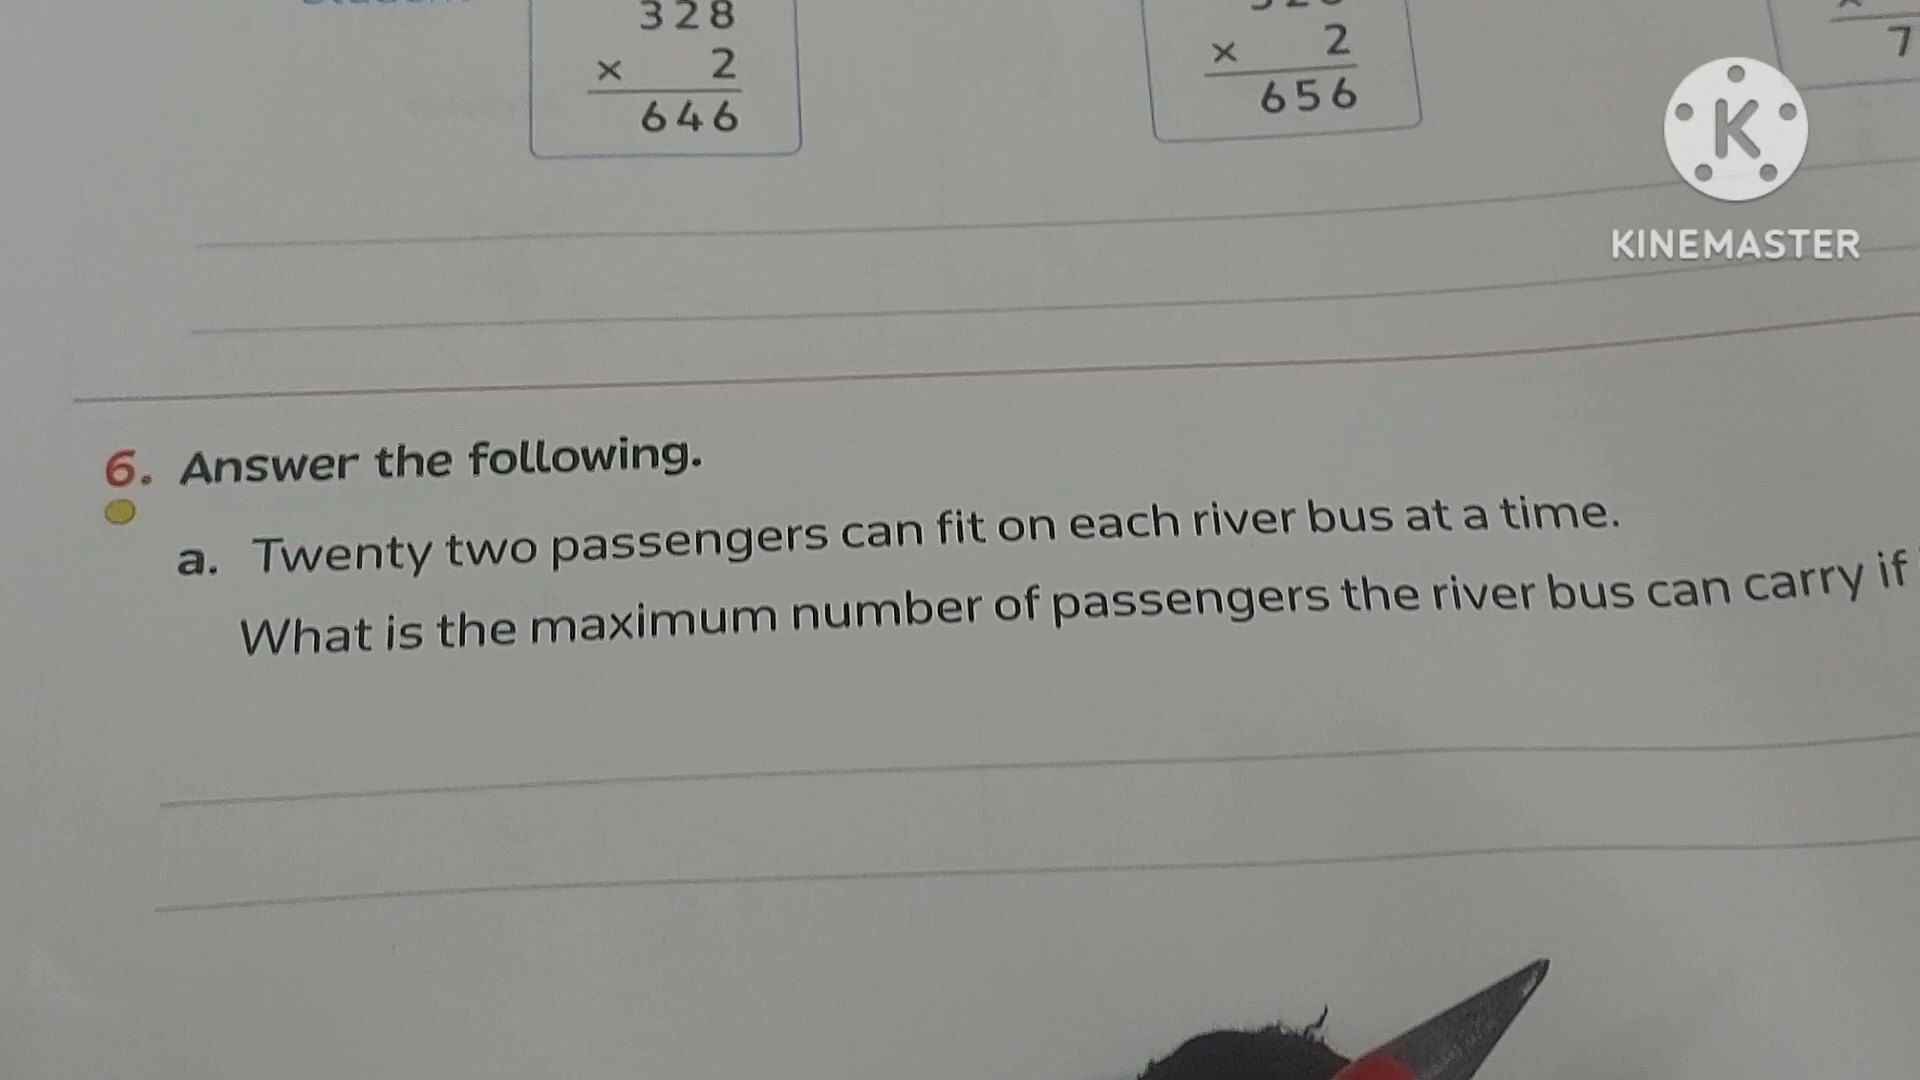 328
× 2
646
× 2
656
7
K
KINEMASTER
6. Answer the following.
a. Twenty two passengers can fit on each river bus at a time.
What is the maximum number of passengers the river bus can carry if